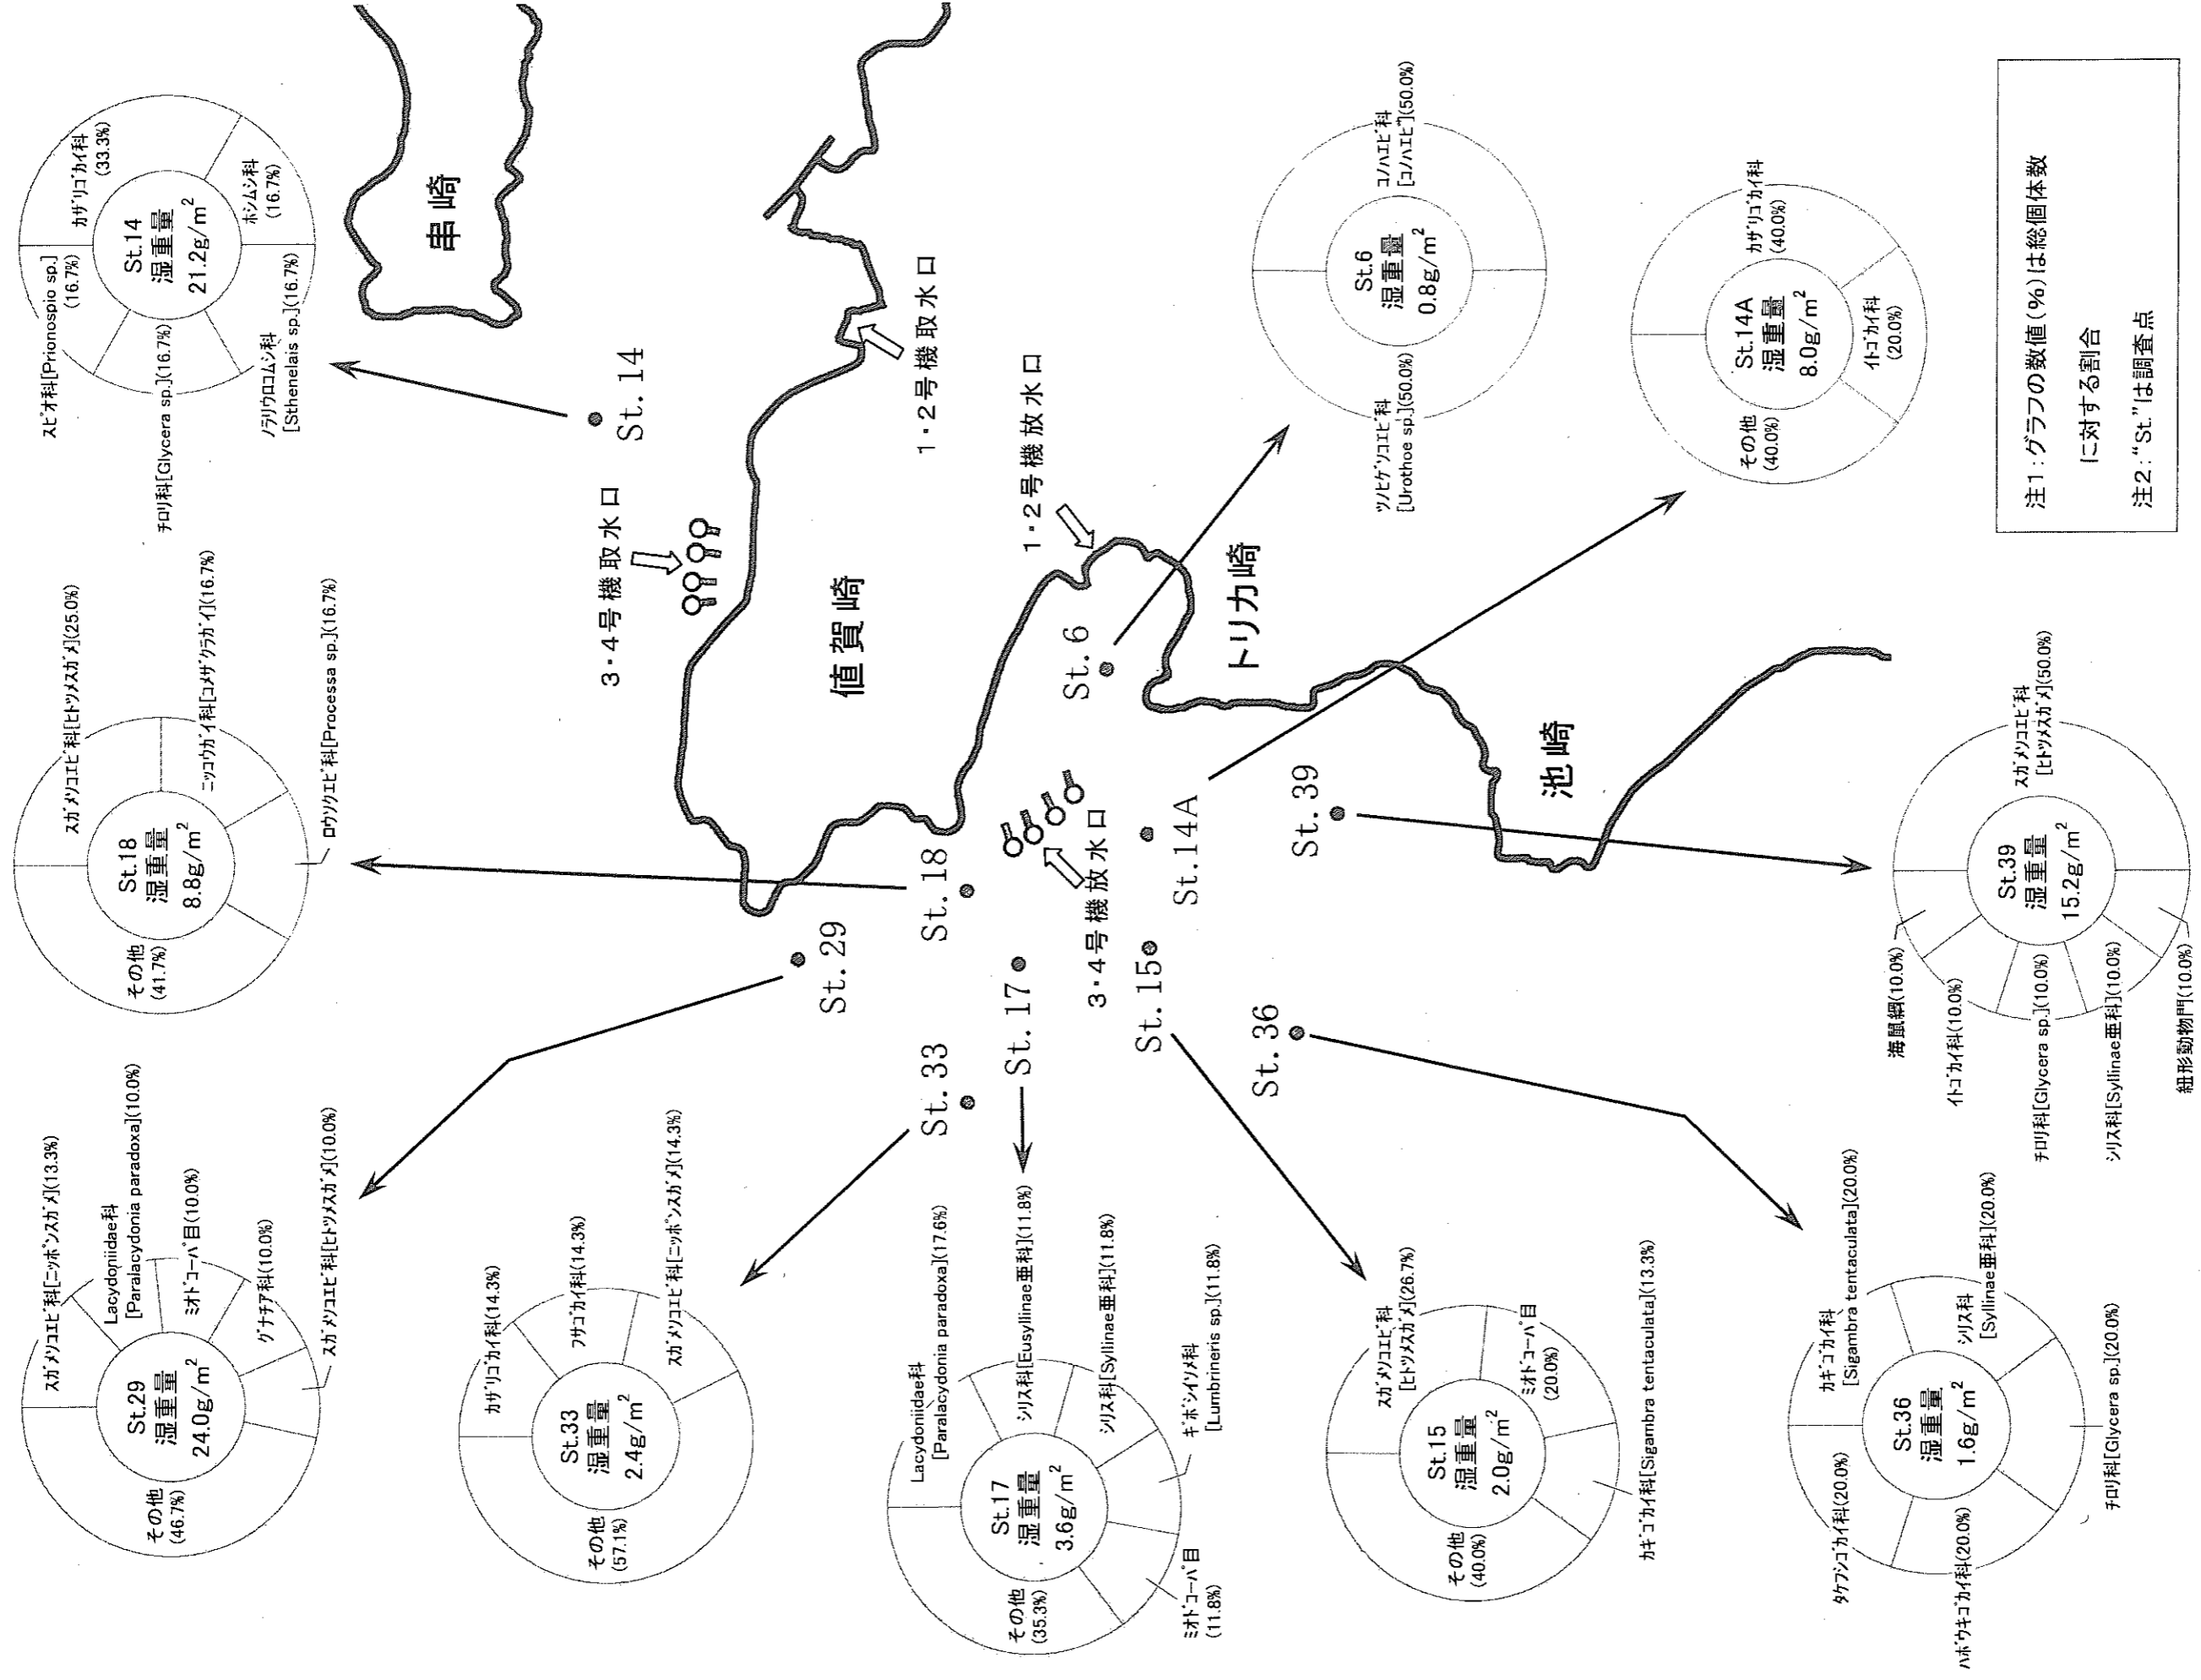 スガメソコエビ科[ニッポンスガメ](13.3%)
Lacydoniidae科
[Paralacydonia paradoxa](10.0%)
ミオドコーパ目(10.0%)
グナチア科(10.0%)
スガメソコエビ科[ヒトツメスガメ](10.0%)
その他
(46.7%)
St.29
湿重量
24.0g/m²
スガメソコエビ科[ヒトツメスガメ](25.0%)
ニッコウガイ科[コメザクラガイ](16.7%)
ロウソクエビ科[Processa sp.](16.7%)
その他
(41.7%)
St.18
湿重量
8.8g/m²
スピオ科[Prionospio sp.]
(16.7%)
カザリゴカイ科
(33.3%)
ホシムシ科
(16.7%)
ノラリウロコムシ科
[Sthenelais sp.](16.7%)
チロリ科[Glycera sp.](16.7%)
St.14
湿重量
21.2g/m²
カザリゴカイ科(14.3%)
フサゴカイ科(14.3%)
スガメソコエビ科[ニッポンスガメ](14.3%)
その他
(57.1%)
St.33
湿重量
2.4g/m²
Lacydoniidae科
[Paralacydonia paradoxa](17.6%)
シリス科[Eusyllinae亜科](11.8%)
シリス科[Syllinae亜科](11.8%)
ギボシイソメ科
[Lumbrineris sp.](11.8%)
ミオドコーパ目
(11.8%)
その他
(35.3%)
St.17
湿重量
3.6g/m²
スガメソコエビ科
[ヒトツメスガメ](26.7%)
ミオドコーパ目
(20.0%)
カギゴカイ科[Sigambra tentaculata](13.3%)
その他
(40.0%)
St.15
湿重量
2.0g/m²
カギゴカイ科
[Sigambra tentaculata](20.0%)
シリス科
[Syllinae亜科](20.0%)
チロリ科[Glycera sp.](20.0%)
ハボウキゴカイ科(20.0%)
タケフシゴカイ科(20.0%)
St.36
湿重量
1.6g/m²
スガメソコエビ科
[ヒトツメスガメ](50.0%)
紐形動物門(10.0%)
シリス科[Syllinae亜科](10.0%)
チロリ科[Glycera sp.](10.0%)
イトゴカイ科(10.0%)
海鼠綱(10.0%)
St.39
湿重量
15.2g/m²
コノハエビ科
[コノハエビ](50.0%)
ツノヒゲソコエビ科
[Urothoe sp.](50.0%)
St.6
湿重量
0.8g/m²
カザリゴカイ科
(40.0%)
イトゴカイ科
(20.0%)
その他
(40.0%)
St.14A
湿重量
8.0g/m²
串崎
値賀崎
トリカ崎
池崎
3・4号機取水口
1・2号機取水口
1・2号機放水口
3・4号機放水口
St. 14
St. 29
St. 18
St. 33
St. 17
St. 15
St. 14A
St. 6
St. 39
St. 36
注1:グラフの数値(%)は総個体数
に対する割合
注2:“St.”は調査点